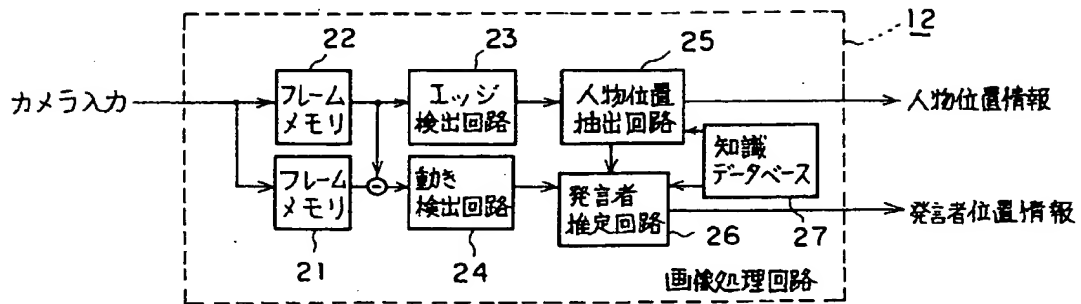 12
22
23
25
カメラ入力
フレーム
メモリ
エッジ
検出回路
人物位置
抽出回路
人物位置情報
知識
データベース
フレーム
メモリ
動き
検出回路
発言者
推定回路
発言者位置情報
21
24
26
27
画像処理回路